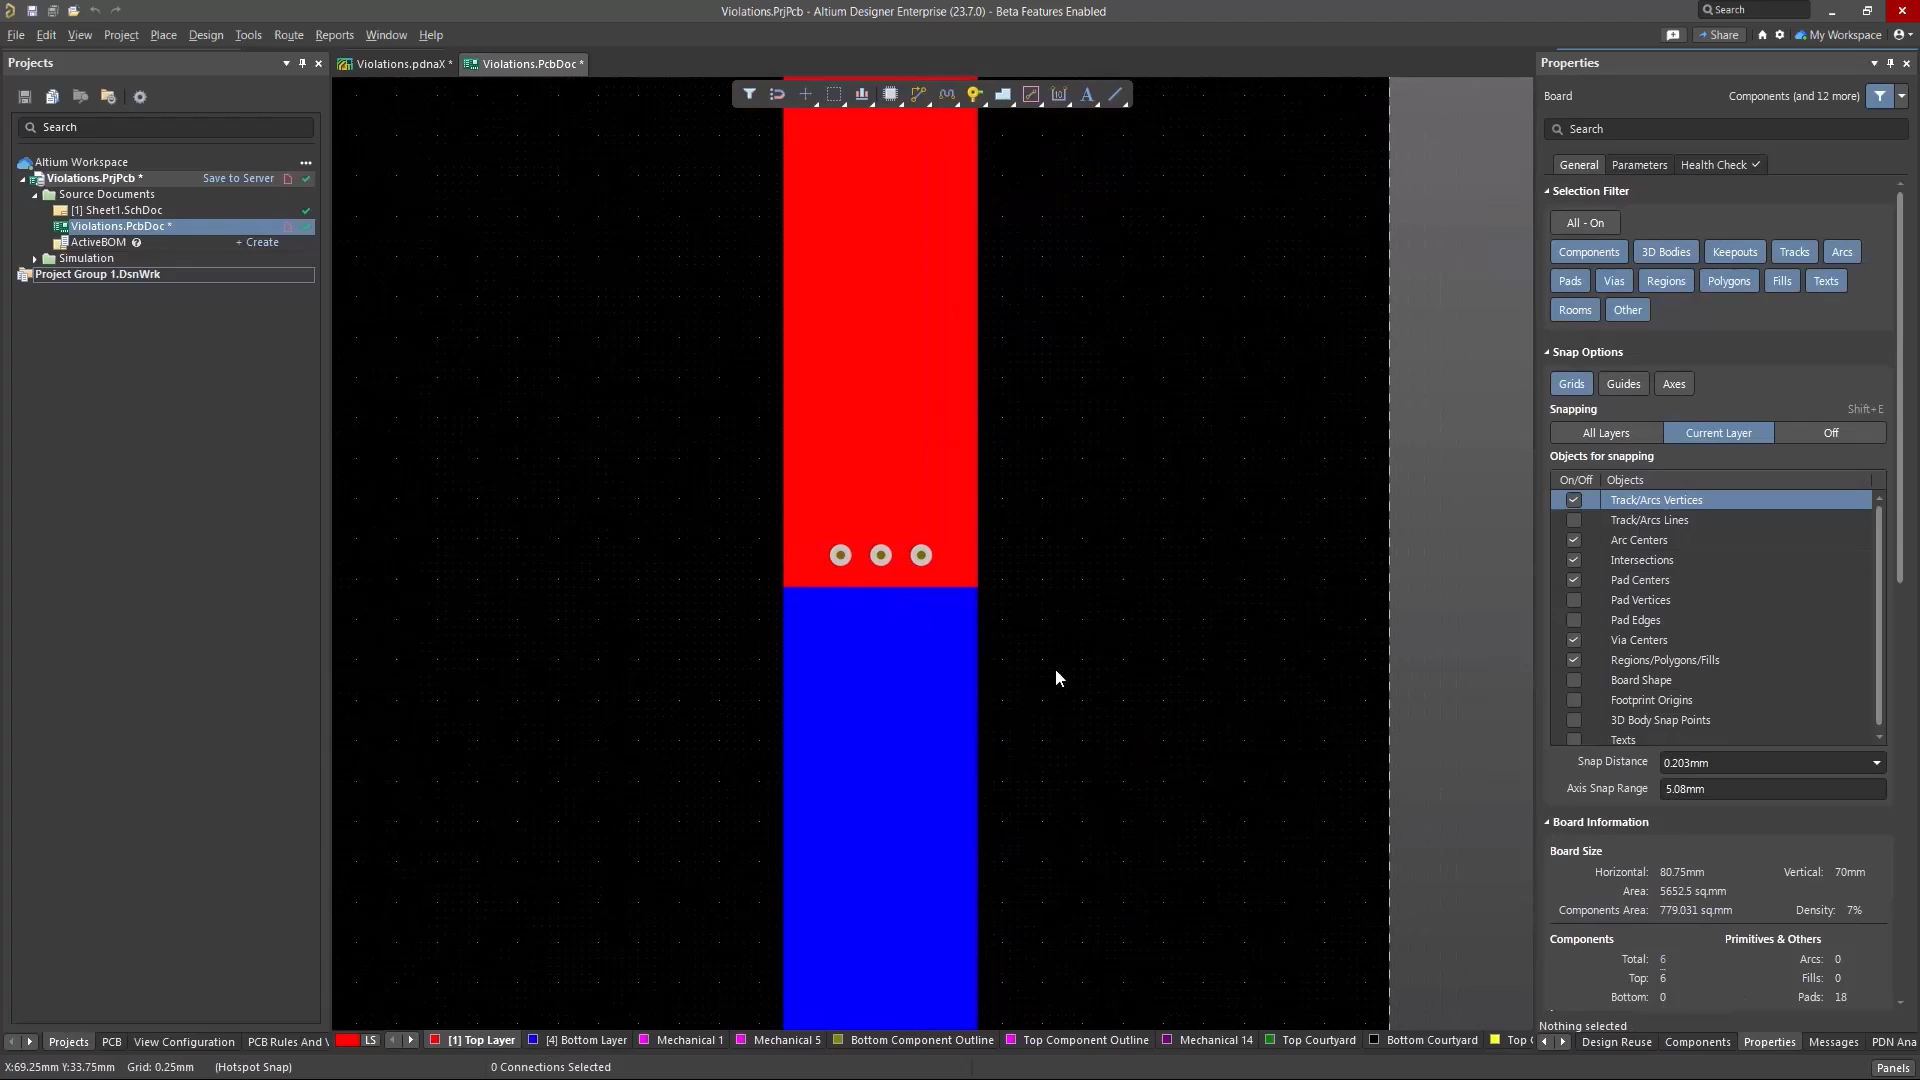 Violations.PrjPcb - Altium Designer Enterprise (23.7.0) - Beta Features Enabled
Search
File Edit View Project Place Design Tools Route Reports Window Help
Share
My Workspace
Projects
Violations.pdnaX *
Violations.PcbDoc *
Properties
Board
Components (and 12 more)
Search
Search
General
Parameters
Health Check
Altium Workspace
Violations.PrjPcb *
Save to Server
Source Documents
[1] Sheet1.SchDoc
Violations.PcbDoc *
ActiveBOM
+ Create
Simulation
Project Group 1.DsnWrk
Selection Filter
All - On
Components
3D Bodies
Keepouts
Tracks
Arcs
Pads
Vias
Regions
Polygons
Fills
Texts
Rooms
Other
Snap Options
Grids
Guides
Axes
Snapping
Shift+E
All Layers
Current Layer
Off
Objects for snapping
On/Off Objects
Track/Arcs Vertices
Track/Arcs Lines
Arc Centers
Intersections
Pad Centers
Pad Vertices
Pad Edges
Via Centers
Regions/Polygons/Fills
Board Shape
Footprint Origins
3D Body Snap Points
Texts
Snap Distance 0.203mm
Axis Snap Range 5.08mm
Board Information
Board Size
Horizontal: 80.75mm Vertical: 70mm
Area: 5652.5 sq.mm
Components Area: 779.031 sq.mm Density: 7%
Components Primitives & Others
Total: 6 Arcs: 0
Top: 6 Fills: 0
Bottom: 0 Pads: 18
Nothing selected
Projects
PCB
View Configuration
PCB Rules And V
LS
[1] Top Layer
[4] Bottom Layer
Mechanical 1
Mechanical 5
Bottom Component Outline
Top Component Outline
Mechanical 14
Top Courtyard
Bottom Courtyard
Top
Design Reuse
Components
Properties
Messages
PDN Ana
X:69.25mm Y:33.75mm Grid: 0.25mm (Hotspot Snap)
0 Connections Selected
Panels